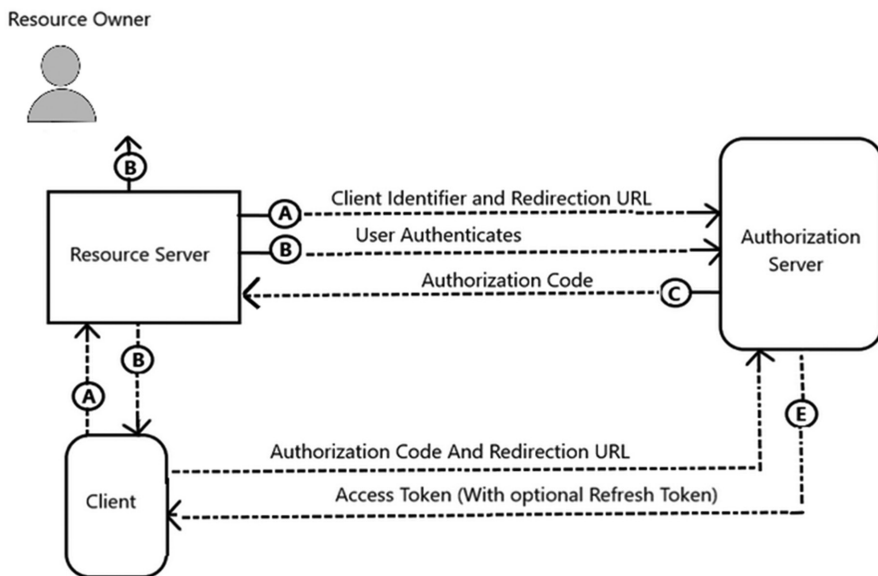 Resource Owner
B
Resource Server
A
Client Identifier and Redirection URL
B
User Authenticates
Authorization Code
C
Authorization
Server
A
B
E
Client
Authorization Code And Redirection URL
Access Token (With optional Refresh Token)